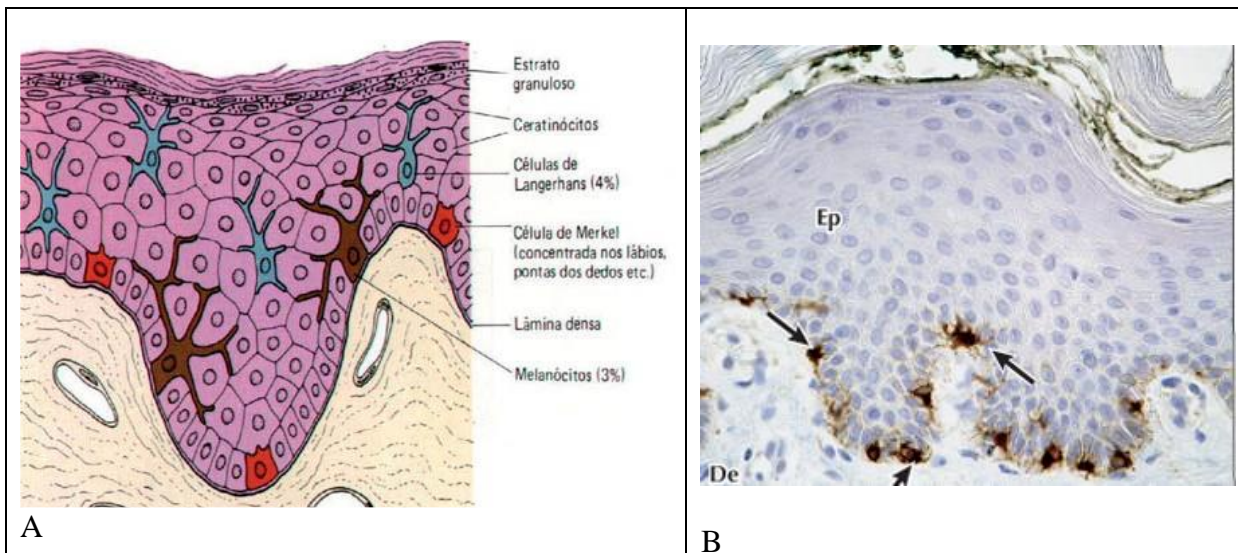 Estrato
granuloso
Ceratinócitos
Células de
Langerhans (4%)
Célula de Merkel
(concentrada nos lábios,
pontas dos dedos etc.)
Lâmina densa
Melanócitos (3%)
A
Ep
De
B